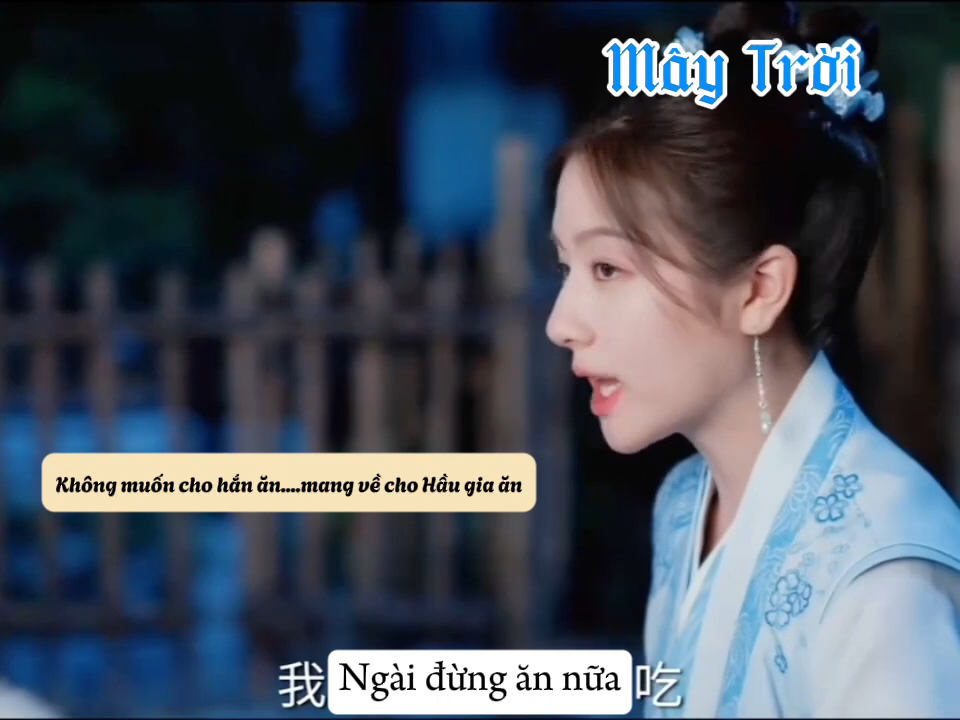 Mây Trời
Không muốn cho hắn ăn....mang về cho Hầu gia ăn
我 Ngài đừng ăn nữa 吃